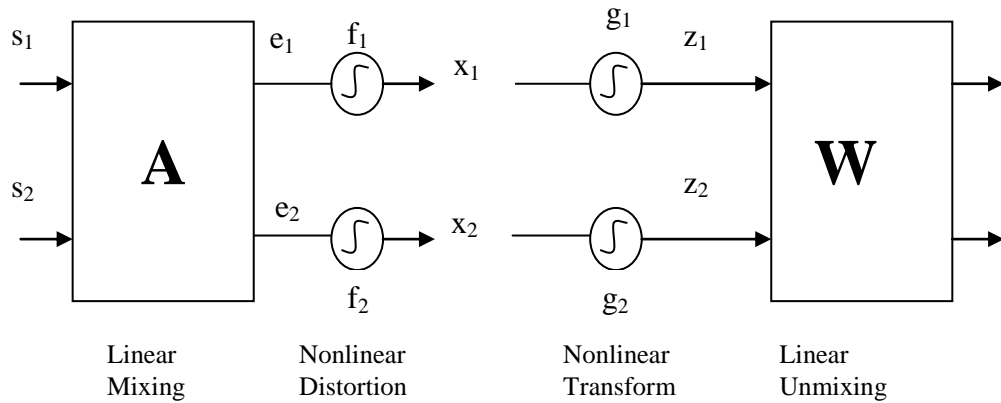 s1
e1
f1
x1
g1
z1
A
W
s2
e2
f2
x2
z2
g2
Linear
Mixing
Nonlinear
Distortion
Nonlinear
Transform
Linear
Unmixing